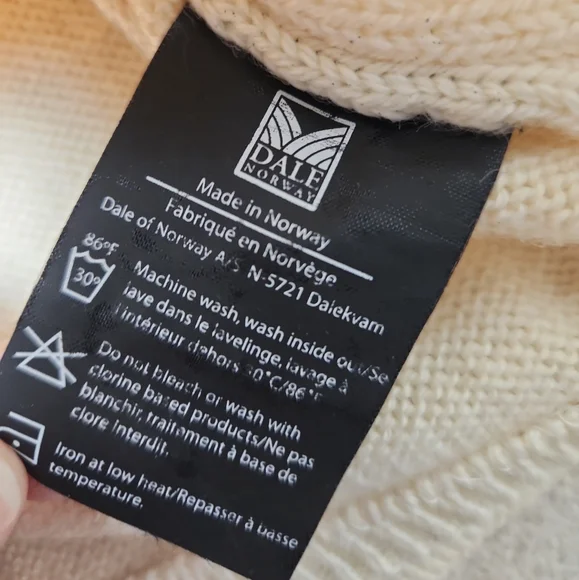 DALE
NORWAY
Made in Norway
Fabriqué en Norvège
Dale of Norway A/S N-5721 Dalekvam
86°F
30°
Machine wash, wash inside out/Se
lave dans le lavelinge, lavage à
l'intérieur dehors 30°C/86°F
Do not bleach or wash with
clorine based products/Ne pas
blanchir, traitament à base de
clore interdit.
Iron at low heat/Repasser à basse
temperature.